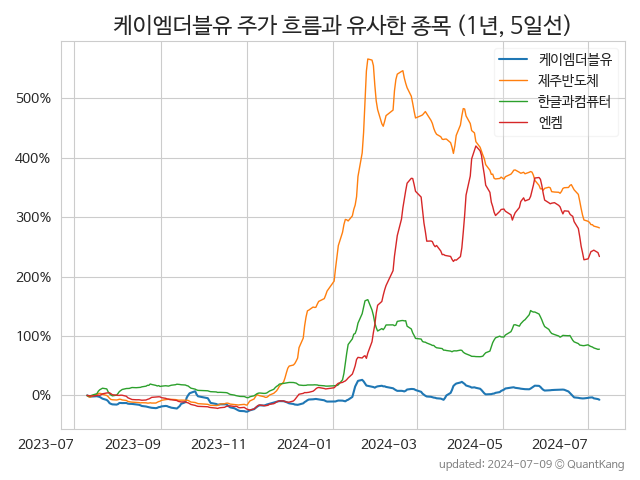 케이엠더블유 주가 흐름과 유사한 종목 (1년, 5일선)
케이엠더블유
제주반도체
한글과컴퓨터
엔켐
500%
400%
300%
200%
100%
0%
2023-07
2023-09
2023-11
2024-01
2024-03
2024-05
2024-07
updated: 2024-07-09 © QuantKang